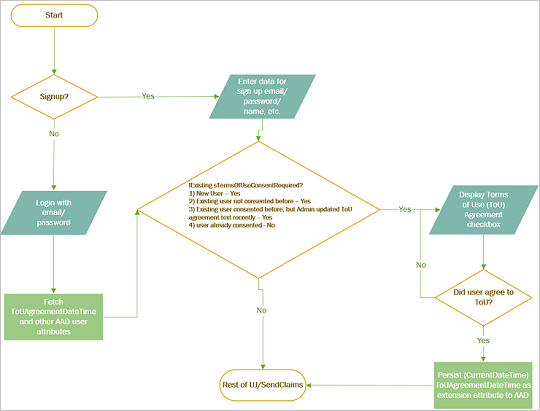 Start
Signup?
Yes
Enter data for
sign up email/
password/
name, etc.
No
Login with
email/
password
IExisting sTermsOfUseConsentRequired?
1) New User – Yes
2) Existing user not consented before – Yes
3) Existing user consented before, but Admin updated ToU
agreement text recently – Yes
4) user already consented - No
Yes
Display Terms
of Use (ToU)
Agreement
checkbox
No
Fetch
ToUAgreementDateTime
and other AAD user
attributes
Did user agree to
ToU?
No
Yes
Rest of UJ/SendClaims
Persist (CurrentDateTime)
ToUAgreementDateTime as
extension attribute to AAD